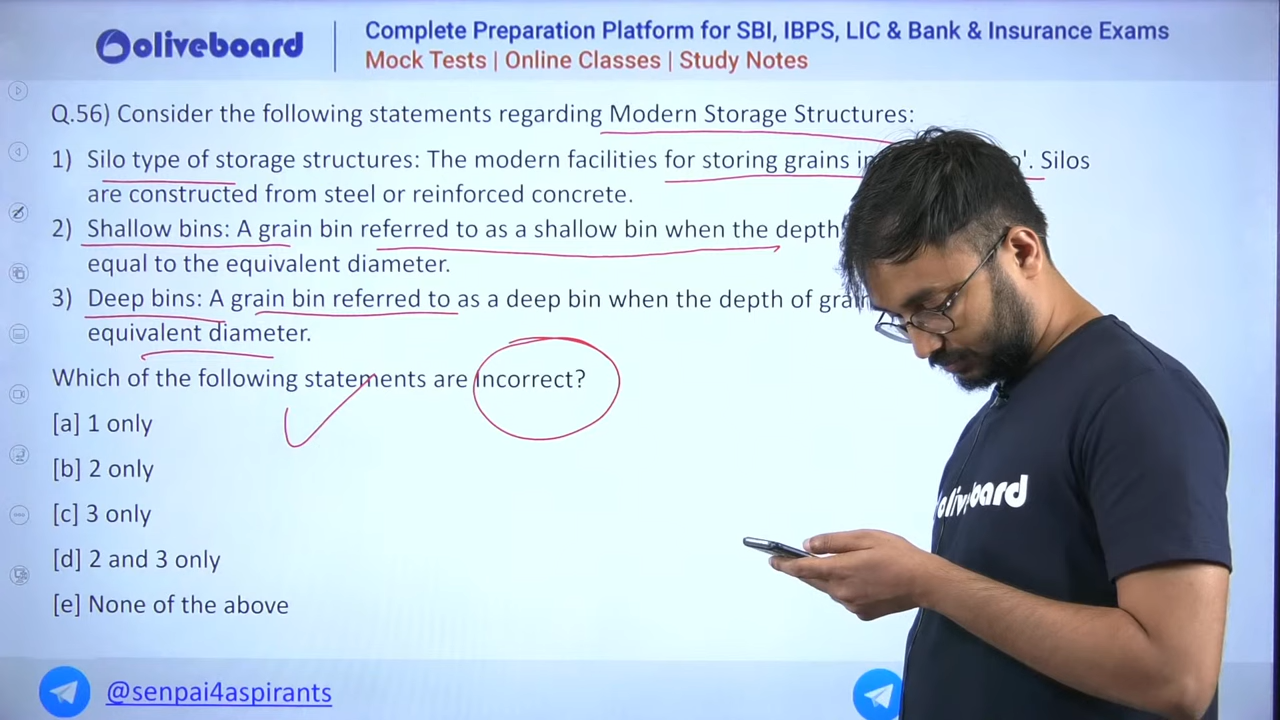 oliveboard
Complete Preparation Platform for SBI, IBPS, LIC & Bank & Insurance Exams
Mock Tests | Online Classes | Study Notes
Q.56) Consider the following statements regarding Modern Storage Structures:
1) Silo type of storage structures: The modern facilities for storing grains in Silos
are constructed from steel or reinforced concrete.
2) Shallow bins: A grain bin referred to as a shallow bin when the depth
equal to the equivalent diameter.
3) Deep bins: A grain bin referred to as a deep bin when the depth of
equivalent diameter.
Which of the following statements are Incorrect?
[a] 1 only
[b] 2 only
[c] 3 only
[d] 2 and 3 only
[e] None of the above
oliveboard
@senpai4aspirants